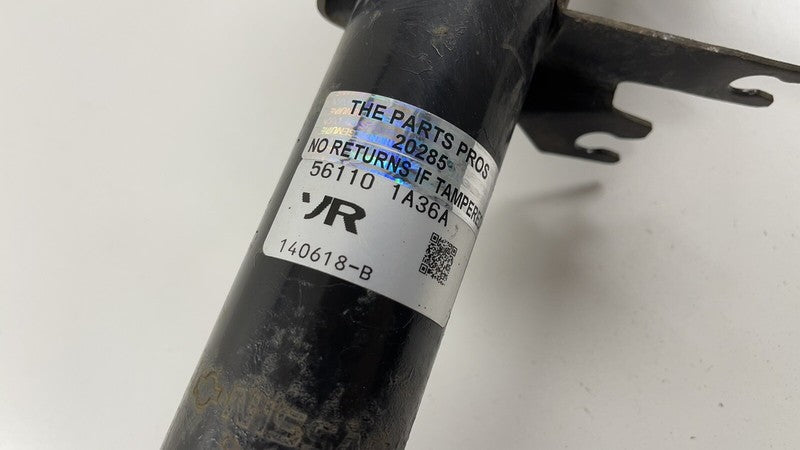 THE PARTS PROS
20285
NO RETURNS IF TAMPERED
56110 1A36A
YR
140618-B